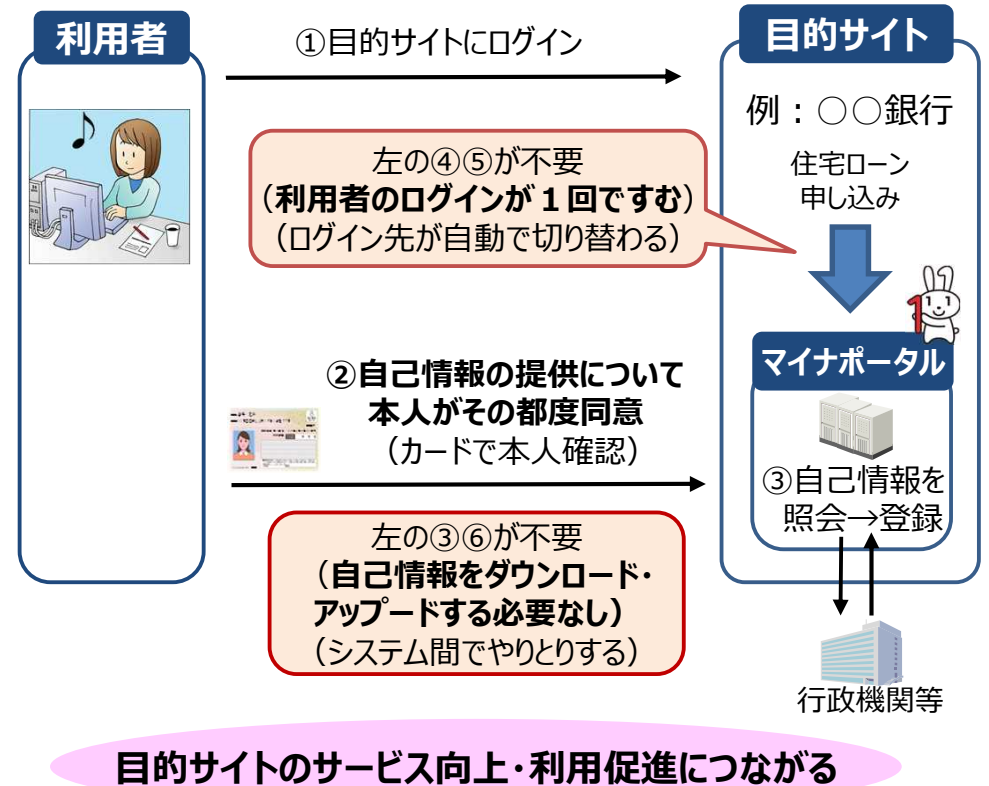 利用者
①目的サイトにログイン
目的サイト
例：○○銀行
住宅ローン
申し込み
左の④⑤が不要
（利用者のログインが１回ですむ）
（ログイン先が自動で切り替わる）
マイナポータル
②自己情報の提供について
本人がその都度同意
（カードで本人確認）
③自己情報を
照会→登録
左の③⑥が不要
（自己情報をダウンロード・
アップードする必要なし）
（システム間でやりとりする）
行政機関等
目的サイトのサービス向上・利用促進につながる